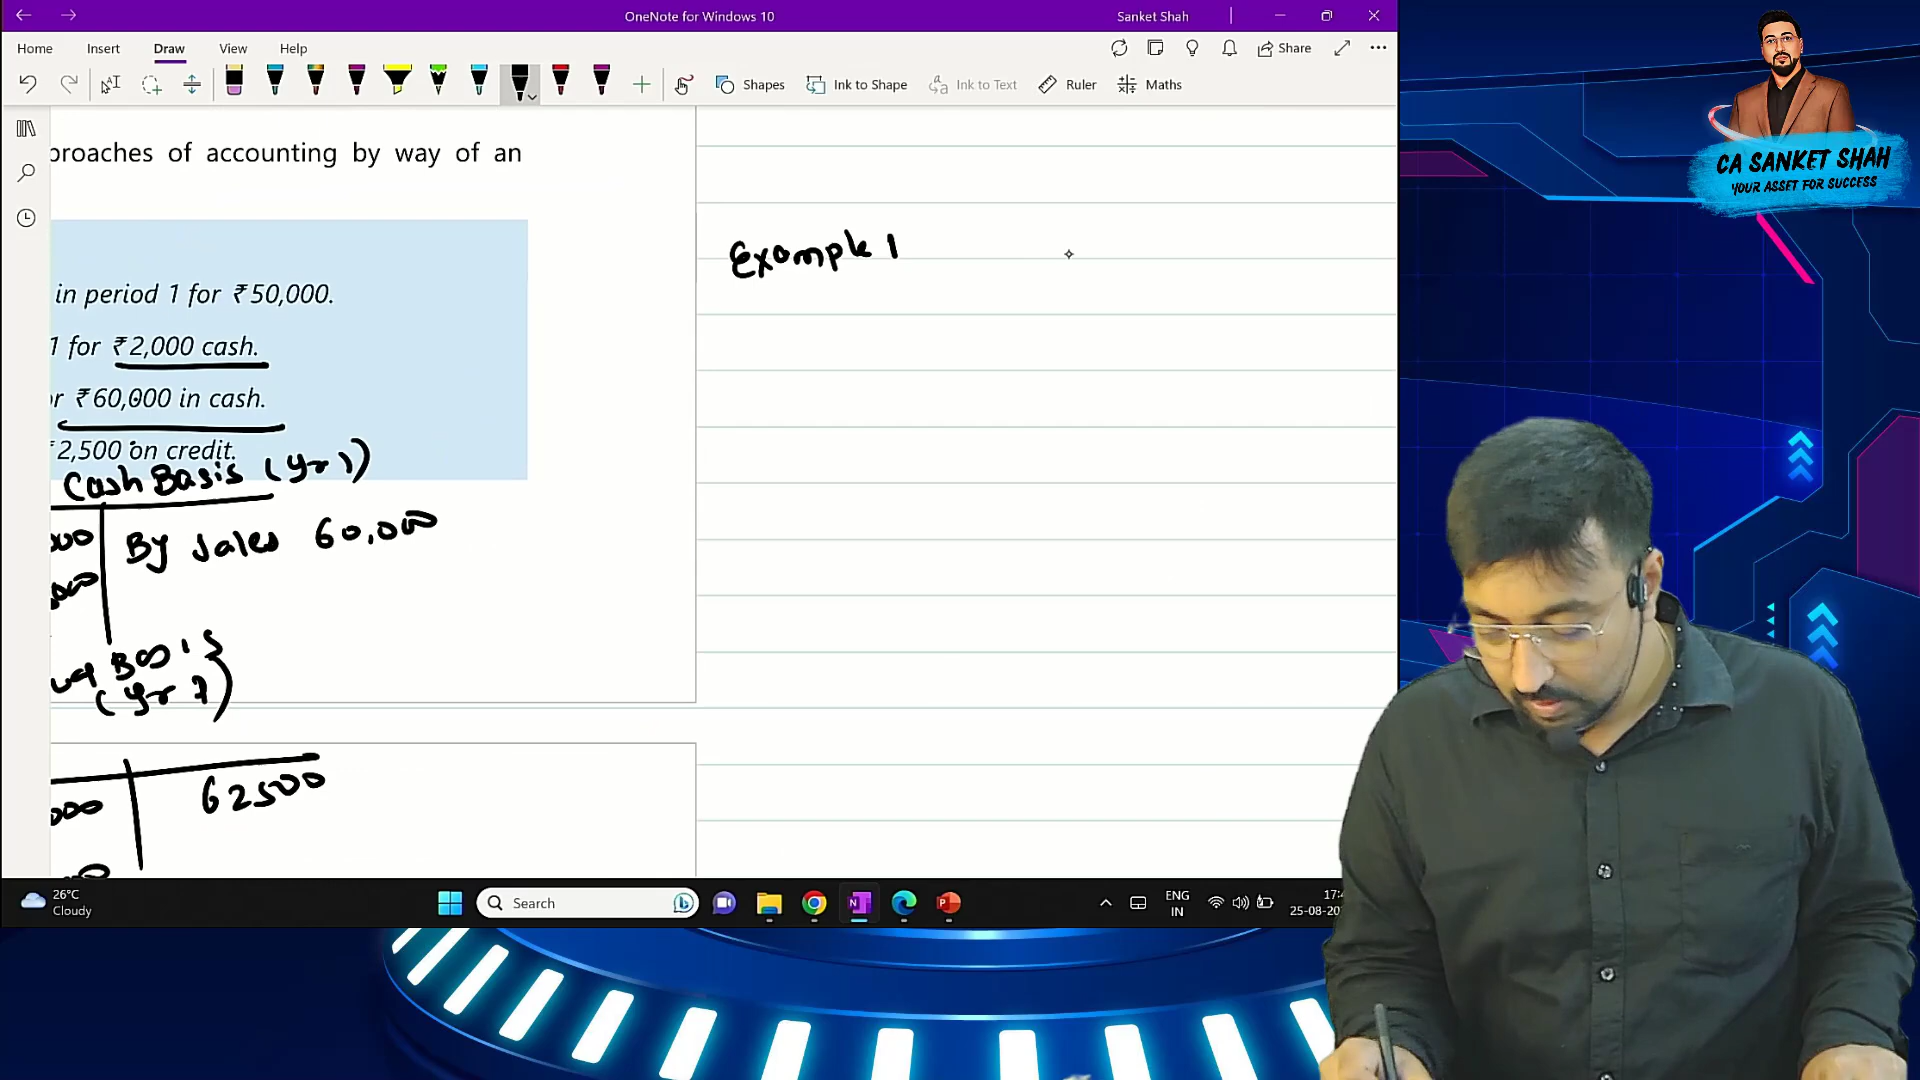 OneNote for Windows 10
Sanket Shah
Home Insert Draw View Help
Share
Shapes Ink to Shape Ink to Text Ruler Maths
proaches of accounting by way of an
in period 1 for ₹50,000.
1 for ₹2,000 cash.
or ₹60,000 in cash.
2,500 on credit.
Cash Basis (Yr 1)
By Sales 60,000
(Yr
62500
Example 1
CA SANKET SHAH
YOUR ASSET FOR SUCCESS
26°C
Cloudy
Search
ENG
IN
25-08-20